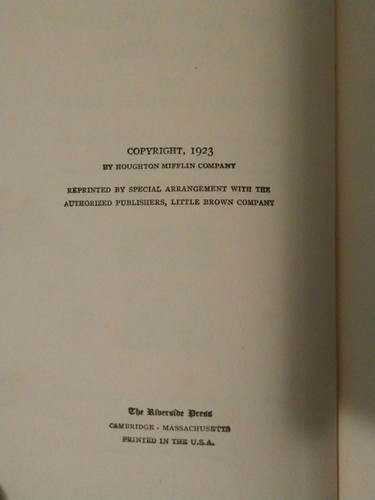 COPYRIGHT, 1923
BY HOUGHTON MIFFLIN COMPANY
REPRINTED BY SPECIAL ARRANGEMENT WITH THE
AUTHORIZED PUBLISHERS, LITTLE BROWN COMPANY
The Riverside Press
CAMBRIDGE · MASSACHUSETTS
PRINTED IN THE U.S.A.